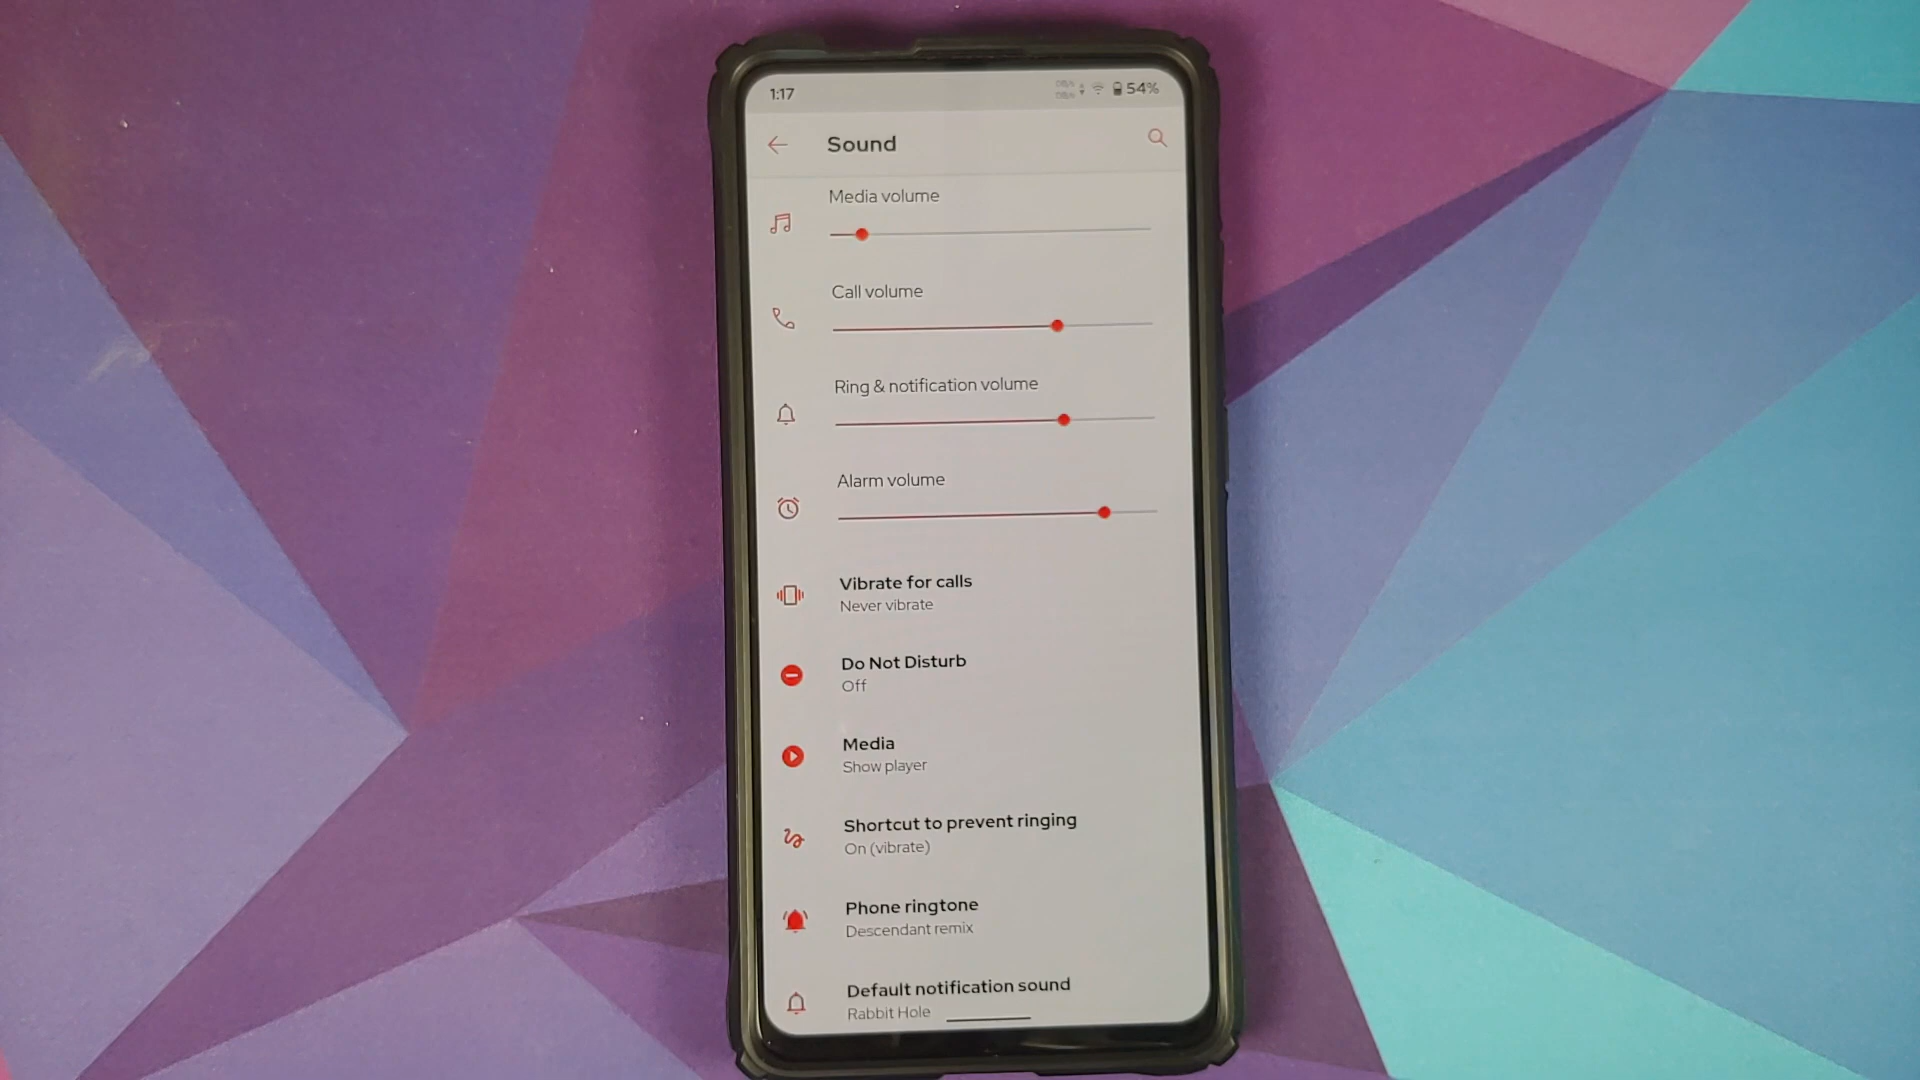 1:17
54%
Sound
Media volume
Call volume
Ring & notification volume
Alarm volume
Vibrate for calls
Never vibrate
Do Not Disturb
Off
Media
Show player
Shortcut to prevent ringing
On (vibrate)
Phone ringtone
Descendant remix
Default notification sound
Rabbit Hole